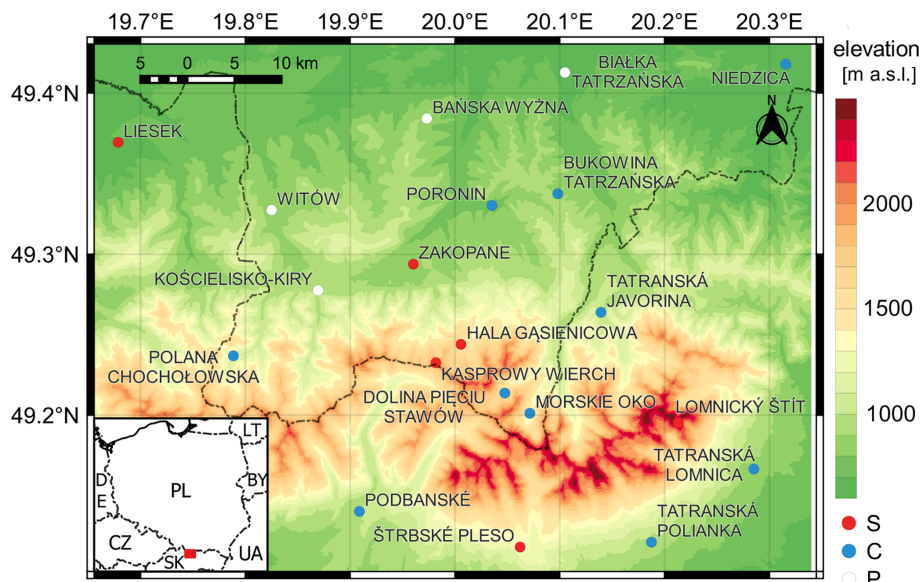 19.7°E 19.8°E 19.9°E 20.0°E 20.1°E 20.2°E 20.3°E
49.4°N
49.3°N
49.2°N
5 0 5 10 km
BIAŁKA
TATRZAŃSKA
NIEDZICA
N
BAŃSKA WYŻNA
LIESEK
BUKOWINA
TATRZAŃSKA
PORONIN
WITÓW
ZAKOPANE
KOŚCIELISKO-KIRY
TATRANSKÁ
JAVORINA
HALA GĄSIENICOWA
POLANA
CHOCHOŁOWSKA
KASPROWY WIERCH
DOLINA PIĘCIU
STAWÓW
MORSKIE OKO
LOMNICKÝ ŠTÍT
TATRANSKÁ
LOMNICA
PODBANSKÉ
ŠTRBSKÉ PLESO
TATRANSKÁ
POLIANKA
LT
D
E
PL
BY
CZ
SK
UA
elevation
[m a.s.l.]
2000
1500
1000
S
C
P